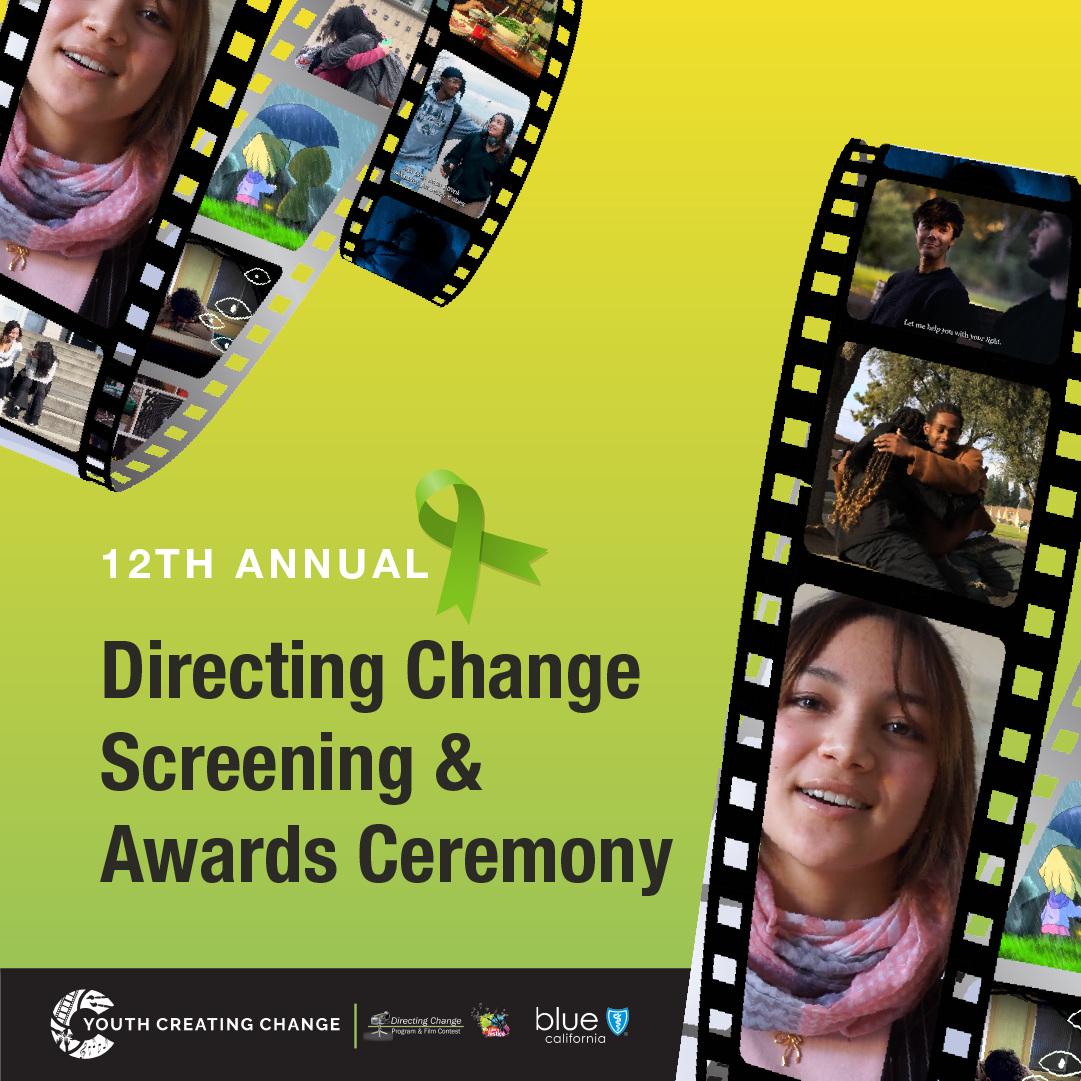 Let me help you with your light.
12TH ANNUAL
Directing Change
Screening &
Awards Ceremony
YOUTH CREATING CHANGE
Directing Change
Program & Film Contest
Justice
blue
california